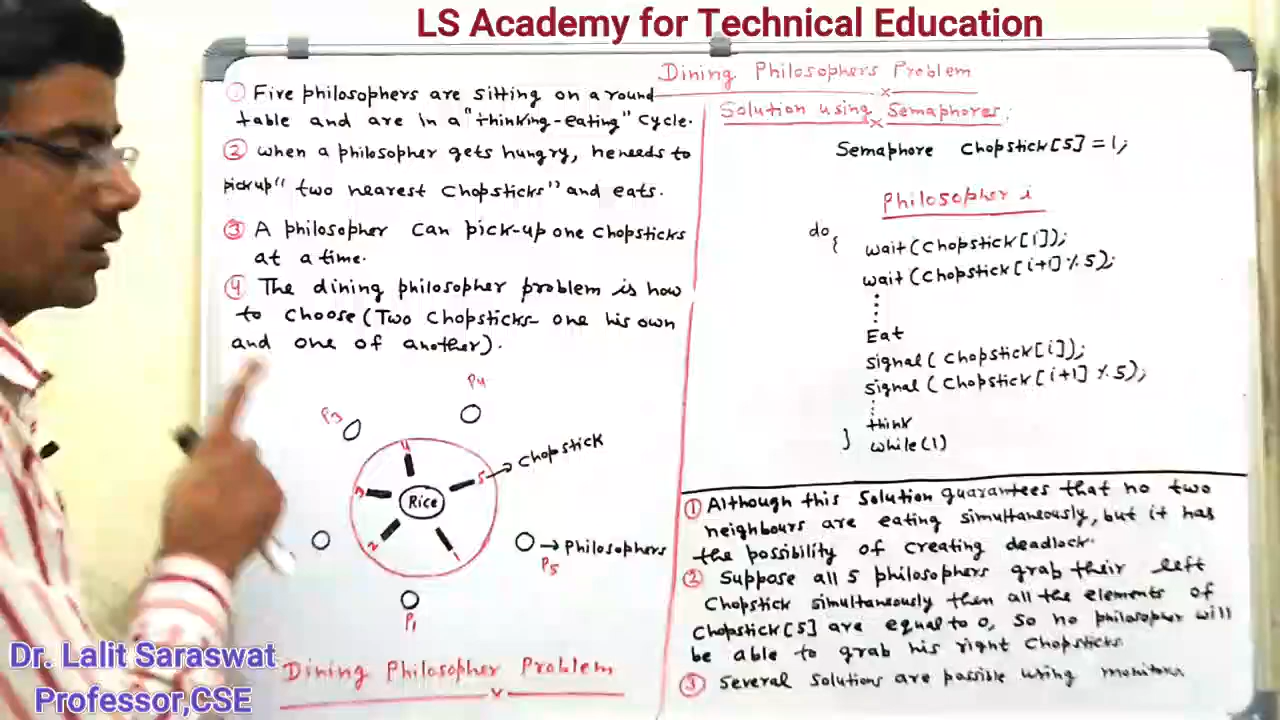 LS Academy for Technical Education
Dining Philosophers Problem
① Five philosophers are sitting on a round
table and are in a "thinking-eating" cycle.
② when a philosopher gets hungry, he needs to
pickup "two nearest chopsticks" and eats.
③ A philosopher can pick-up one chopsticks
at a time.
④ The dining philosopher problem is how
to choose (Two chopsticks- one his own
and one of another).
P4
P3
4
Chopstick
3
5
Rice
2
1
Philosophers
P5
P1
Dining Philosopher Problem
Solution using Semaphores:
Semaphore Chopstick[5] = 1;
Philosopher i
do
{ wait(chopstick[i]);
wait(chopstick[i+1] % 5);
Eat
signal(chopstick[i]);
signal(chopstick[i+1] % 5);
think
} while(1)
① Although this solution guarantees that no two
neighbours are eating simultaneously, but it has
the possibility of creating deadlock.
② Suppose all 5 philosophers grab their left
Chopstick simultaneously then all the elements of
Chopstick[5] are equal to 0, so no philosopher will
be able to grab his right chopsticks
③ Several solutions are possible using monitors
Dr. Lalit Saraswat
Professor,CSE